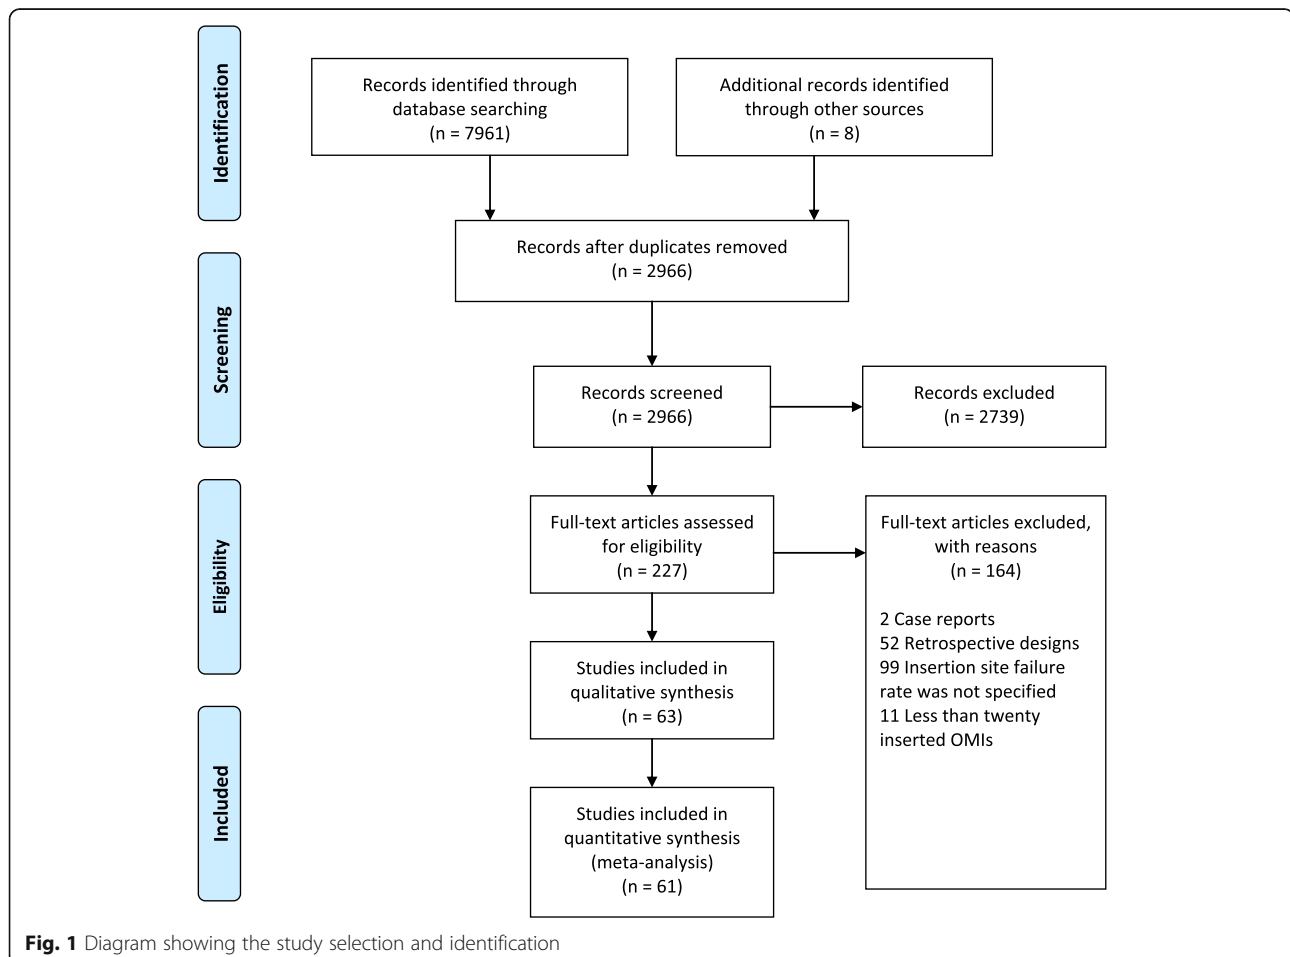 Identification
Records identified through
database searching
(n = 7961)
Additional records identified
through other sources
(n = 8)
Records after duplicates removed
(n = 2966)
Screening
Records screened
(n = 2966)
Records excluded
(n = 2739)
Eligibility
Full-text articles assessed
for eligibility
(n = 227)
Full-text articles excluded,
with reasons
(n = 164)
2 Case reports
52 Retrospective designs
99 Insertion site failure
rate was not specified
11 Less than twenty
inserted OMIs
Studies included in
qualitative synthesis
(n = 63)
Included
Studies included in
quantitative synthesis
(meta-analysis)
(n = 61)
Fig. 1 Diagram showing the study selection and identification